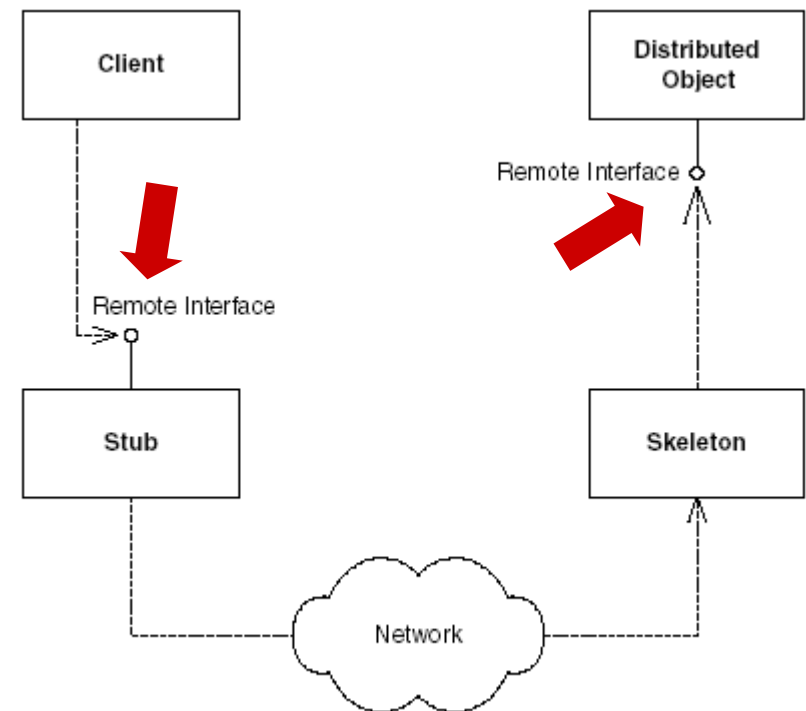 Client
Distributed
Object
Remote Interface
Remote Interface
Stub
Skeleton
Network